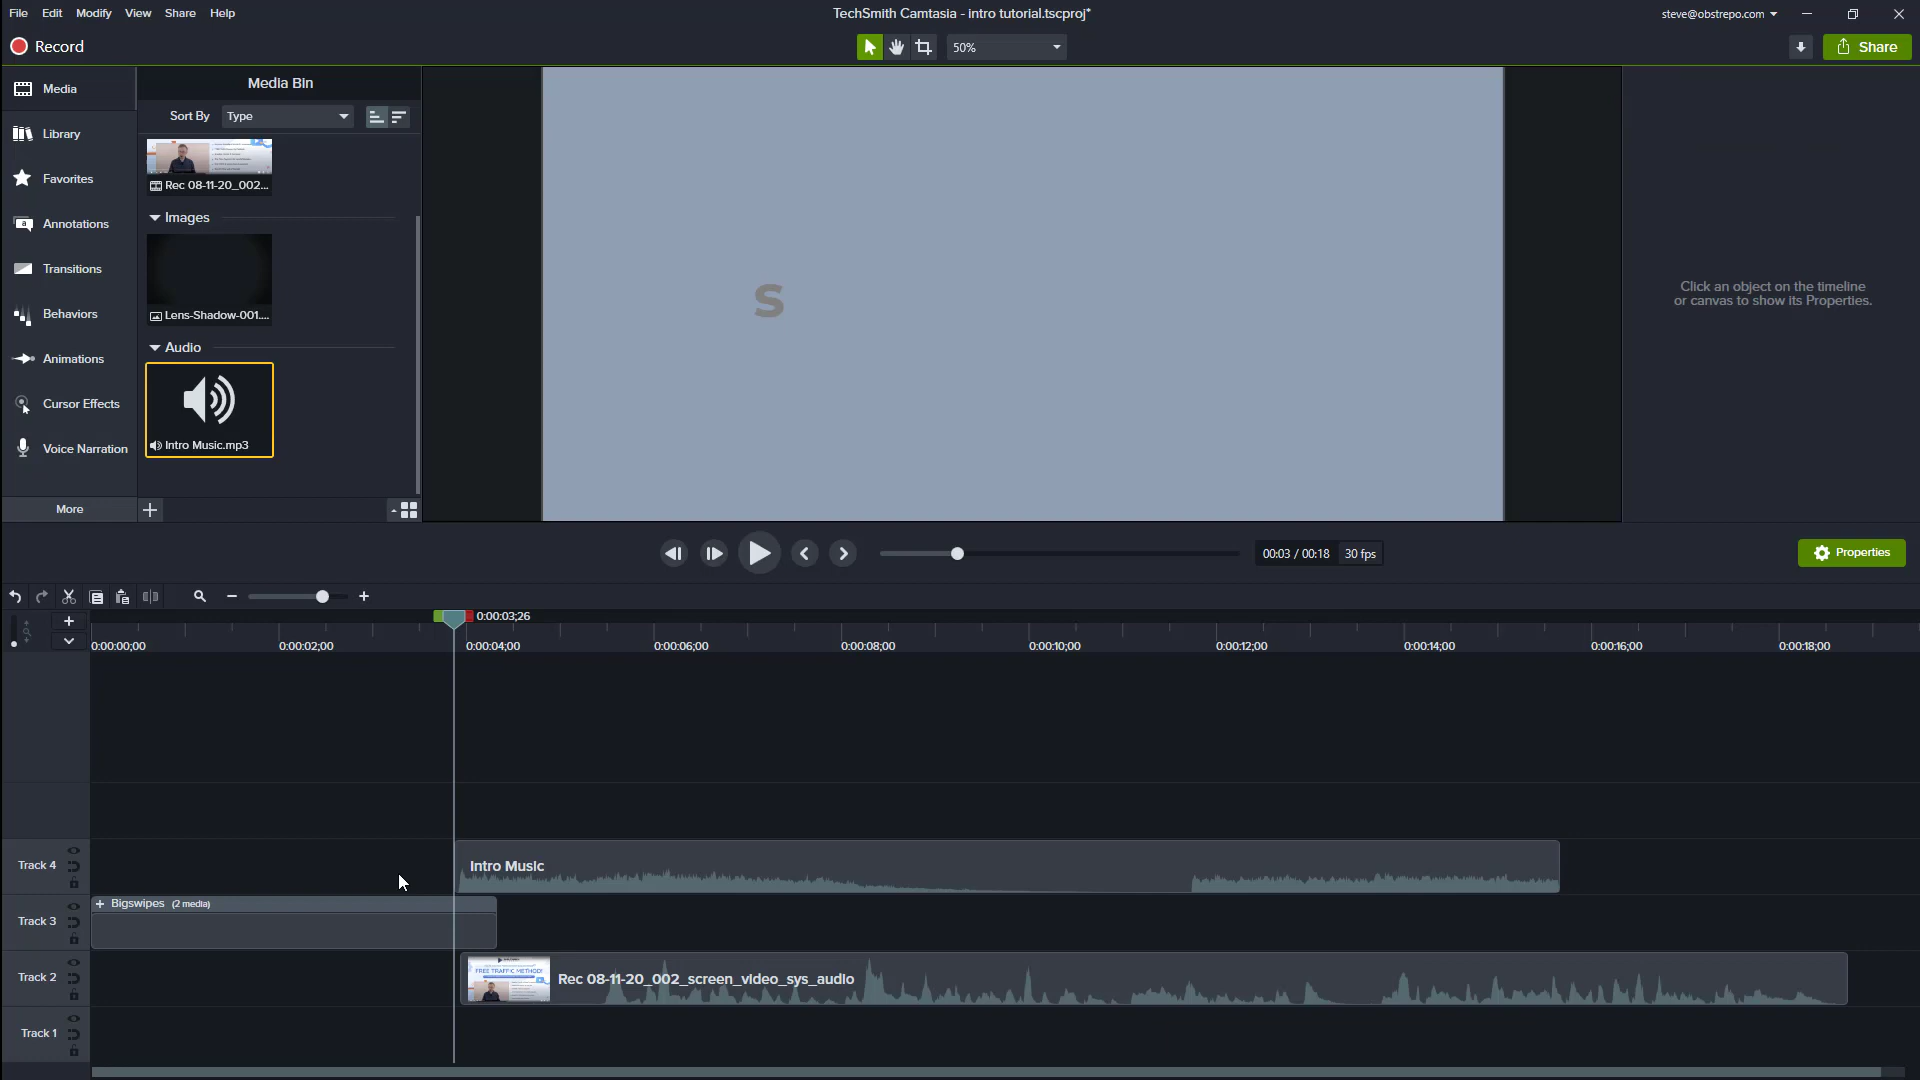 File Edit Modify View Share Help
TechSmith Camtasia - intro tutorial.tscproj*
steve@obstrepo.com
Record
50%
Share
Media
Library
Favorites
Annotations
Transitions
Behaviors
Animations
Cursor Effects
Voice Narration
More
Media Bin
Sort By Type
Rec 08-11-20_002...
Images
Lens-Shadow-001....
Audio
Intro Music.mp3
S
Click an object on the timeline
or canvas to show its Properties.
00:03 / 00:18 30 fps
Properties
0:00:03;26
0:00:00;00 0:00:02;00 0:00:04;00 0:00:06;00 0:00:08;00 0:00:10;00 0:00:12;00 0:00:14;00 0:00:16;00 0:00:18;00
Track 4
Intro Music
Track 3
+ Bigswipes (2 media)
Track 2
FREE TRAFFIC METHOD!
Rec 08-11-20_002_screen_video_sys_audio
Track 1